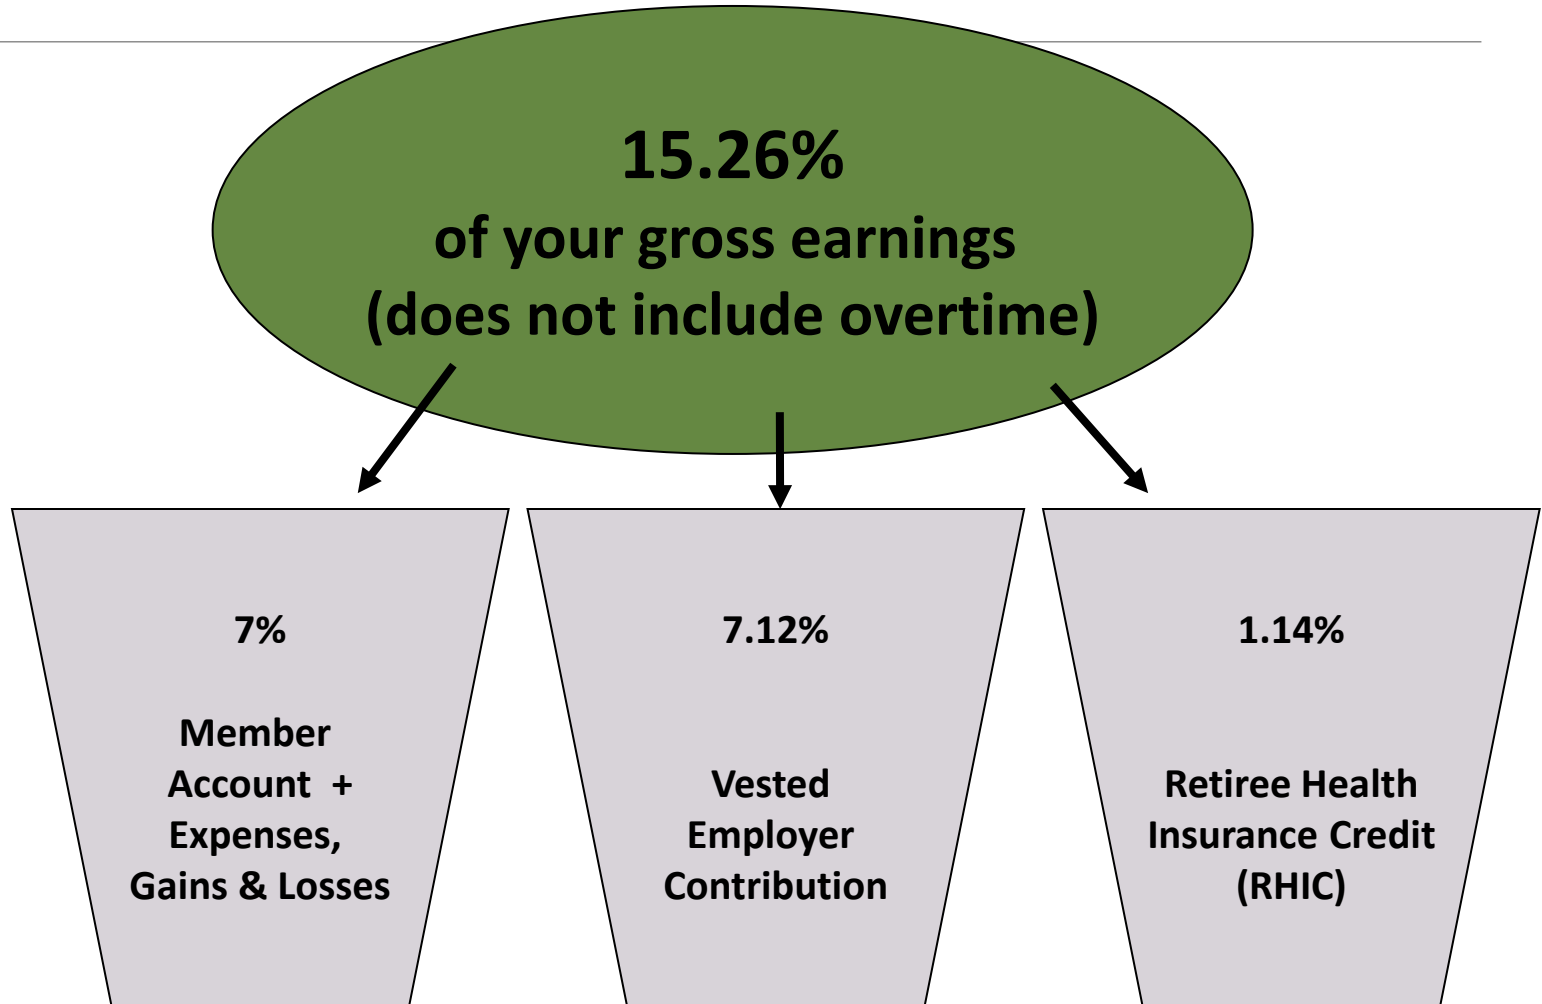 15.26%
of your gross earnings
(does not include overtime)
7%
Member
Account +
Expenses,
Gains & Losses
7.12%
Vested
Employer
Contribution
1.14%
Retiree Health
Insurance Credit
(RHIC)